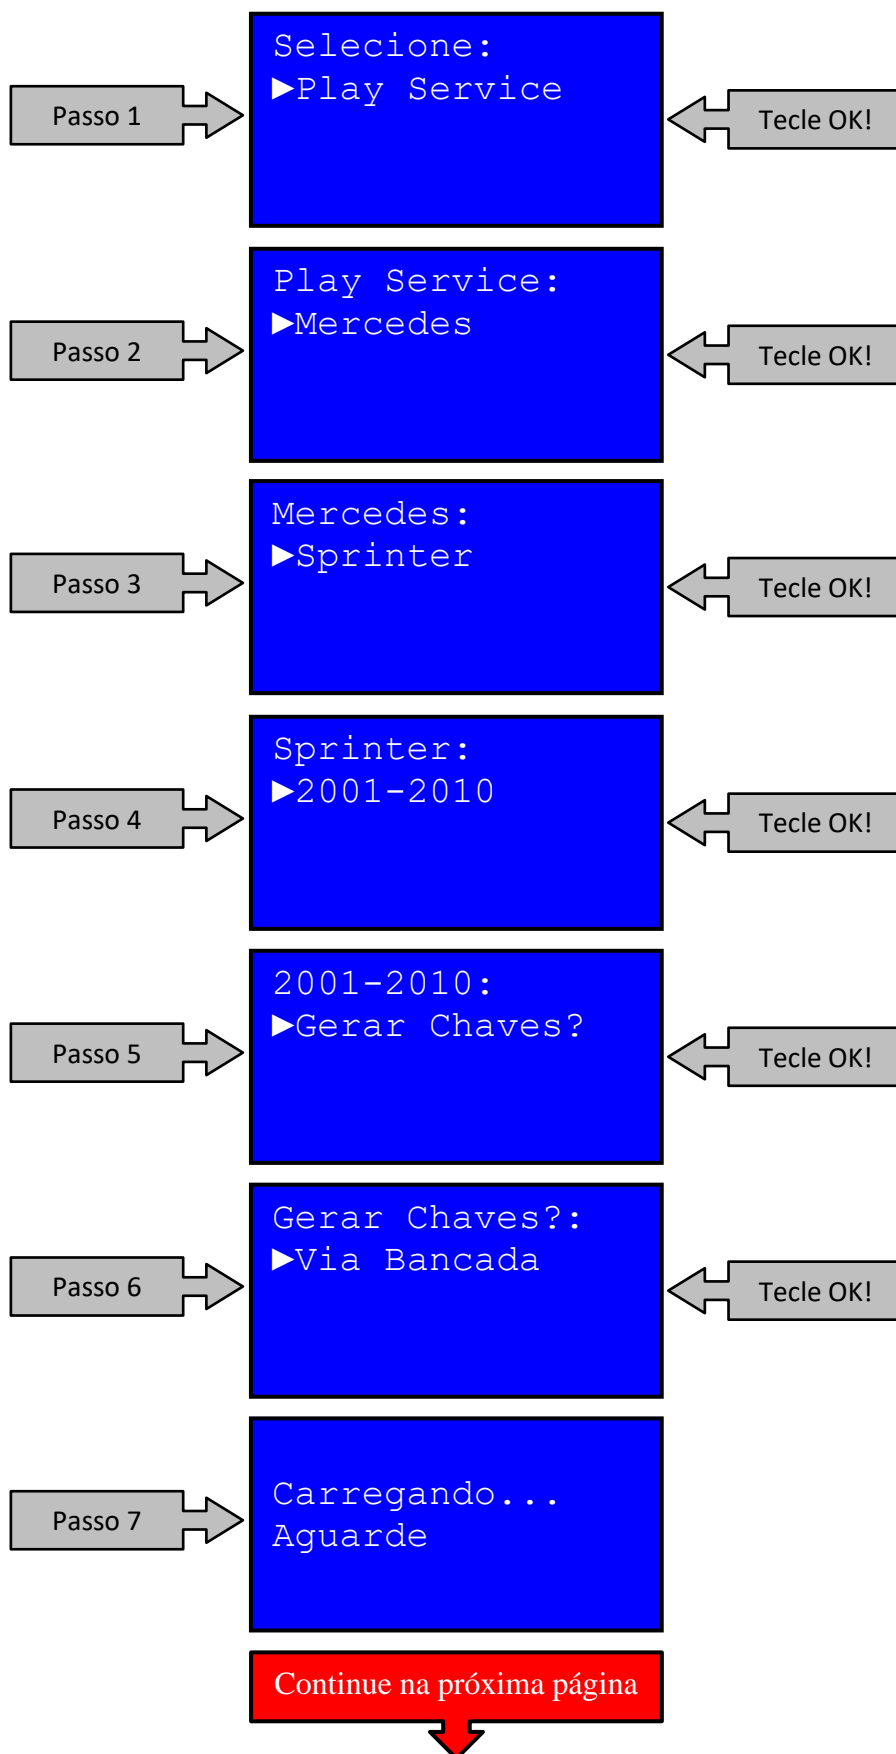 Selecione:
►Play Service
Passo 1
Tecle OK!
Play Service:
►Mercedes
Passo 2
Tecle OK!
Mercedes:
►Sprinter
Passo 3
Tecle OK!
Sprinter:
►2001-2010
Passo 4
Tecle OK!
2001-2010:
►Gerar Chaves?
Passo 5
Tecle OK!
Gerar Chaves?:
►Via Bancada
Passo 6
Tecle OK!
Carregando...
Aguarde
Passo 7
Continue na próxima página